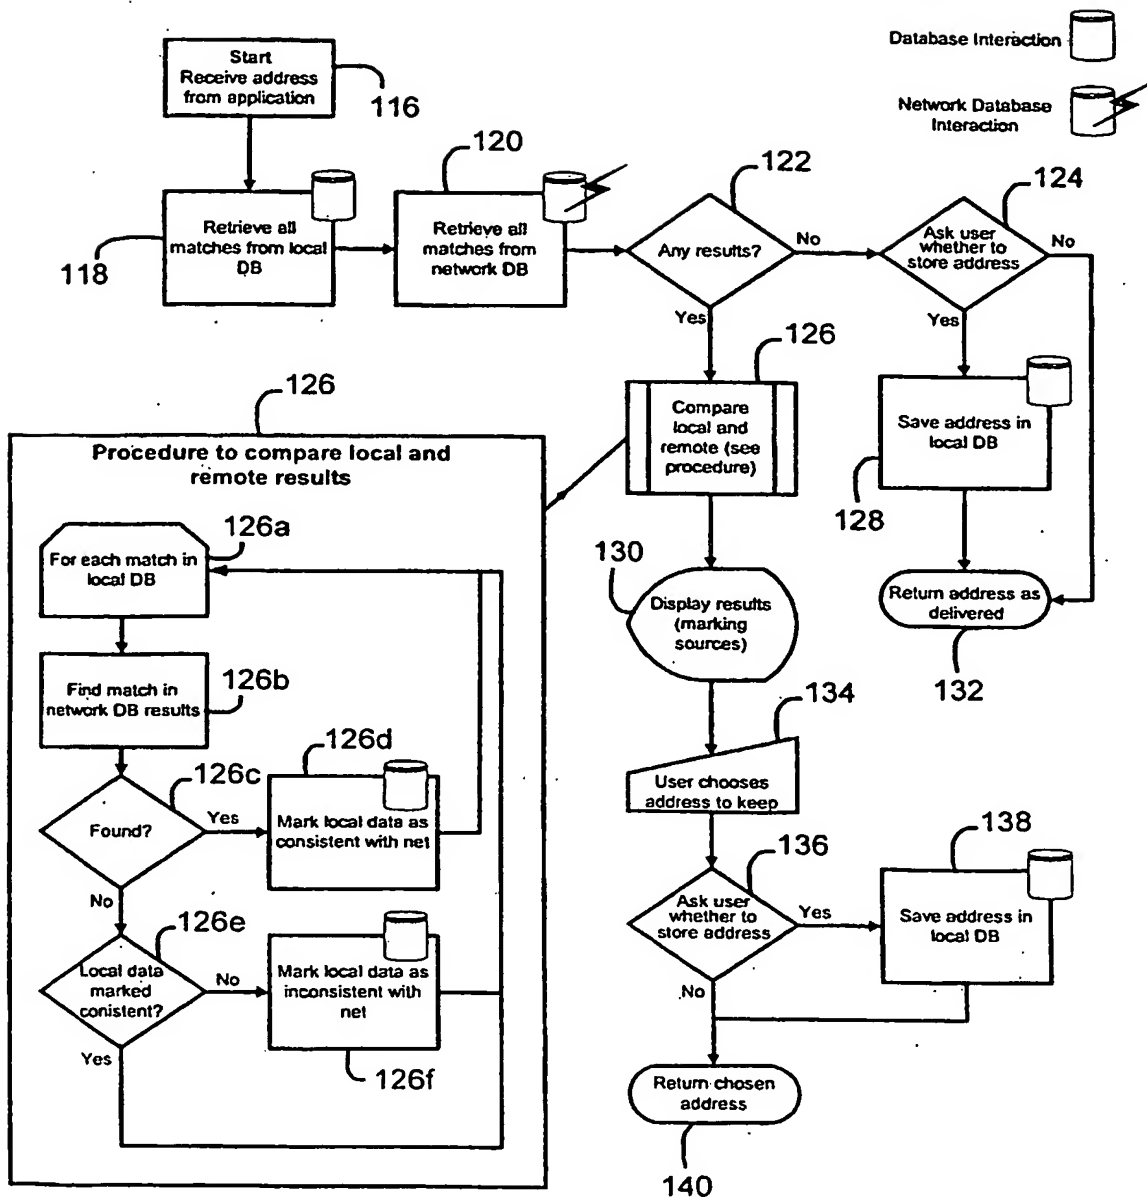 Database Interaction
Network Database
Interaction
Start
Receive address
from application
116
120
122
124
Retrieve all
matches from local
DB
118
Retrieve all
matches from
network DB
Any results?
No
Ask user
whether to
store address
No
Yes
Yes
126
Compare
local and
remote (see
procedure)
Save address in
local DB
128
126
Procedure to compare local and
remote results
126a
For each match in
local DB
130
Display results
(marking
sources)
Return address as
delivered
132
Find match in
network DB results
126b
134
User chooses
address to keep
126c
Found?
Yes
126d
Mark local data as
consistent with net
No
136
Ask user
whether to
store address
Yes
138
Save address in
local DB
No
126e
Local data
marked
conistent?
No
Mark local data as
inconsistent with
net
126f
Yes
Return chosen
address
140